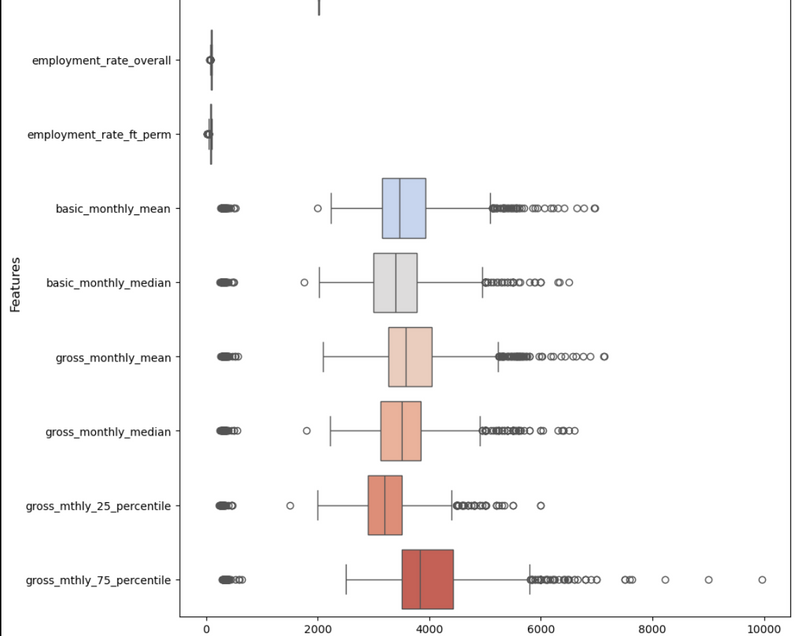 employment_rate_overall
employment_rate_ft_perm
basic_monthly_mean
basic_monthly_median
gross_monthly_mean
gross_monthly_median
gross_mthly_25_percentile
gross_mthly_75_percentile
Features
0 2000 4000 6000 8000 10000